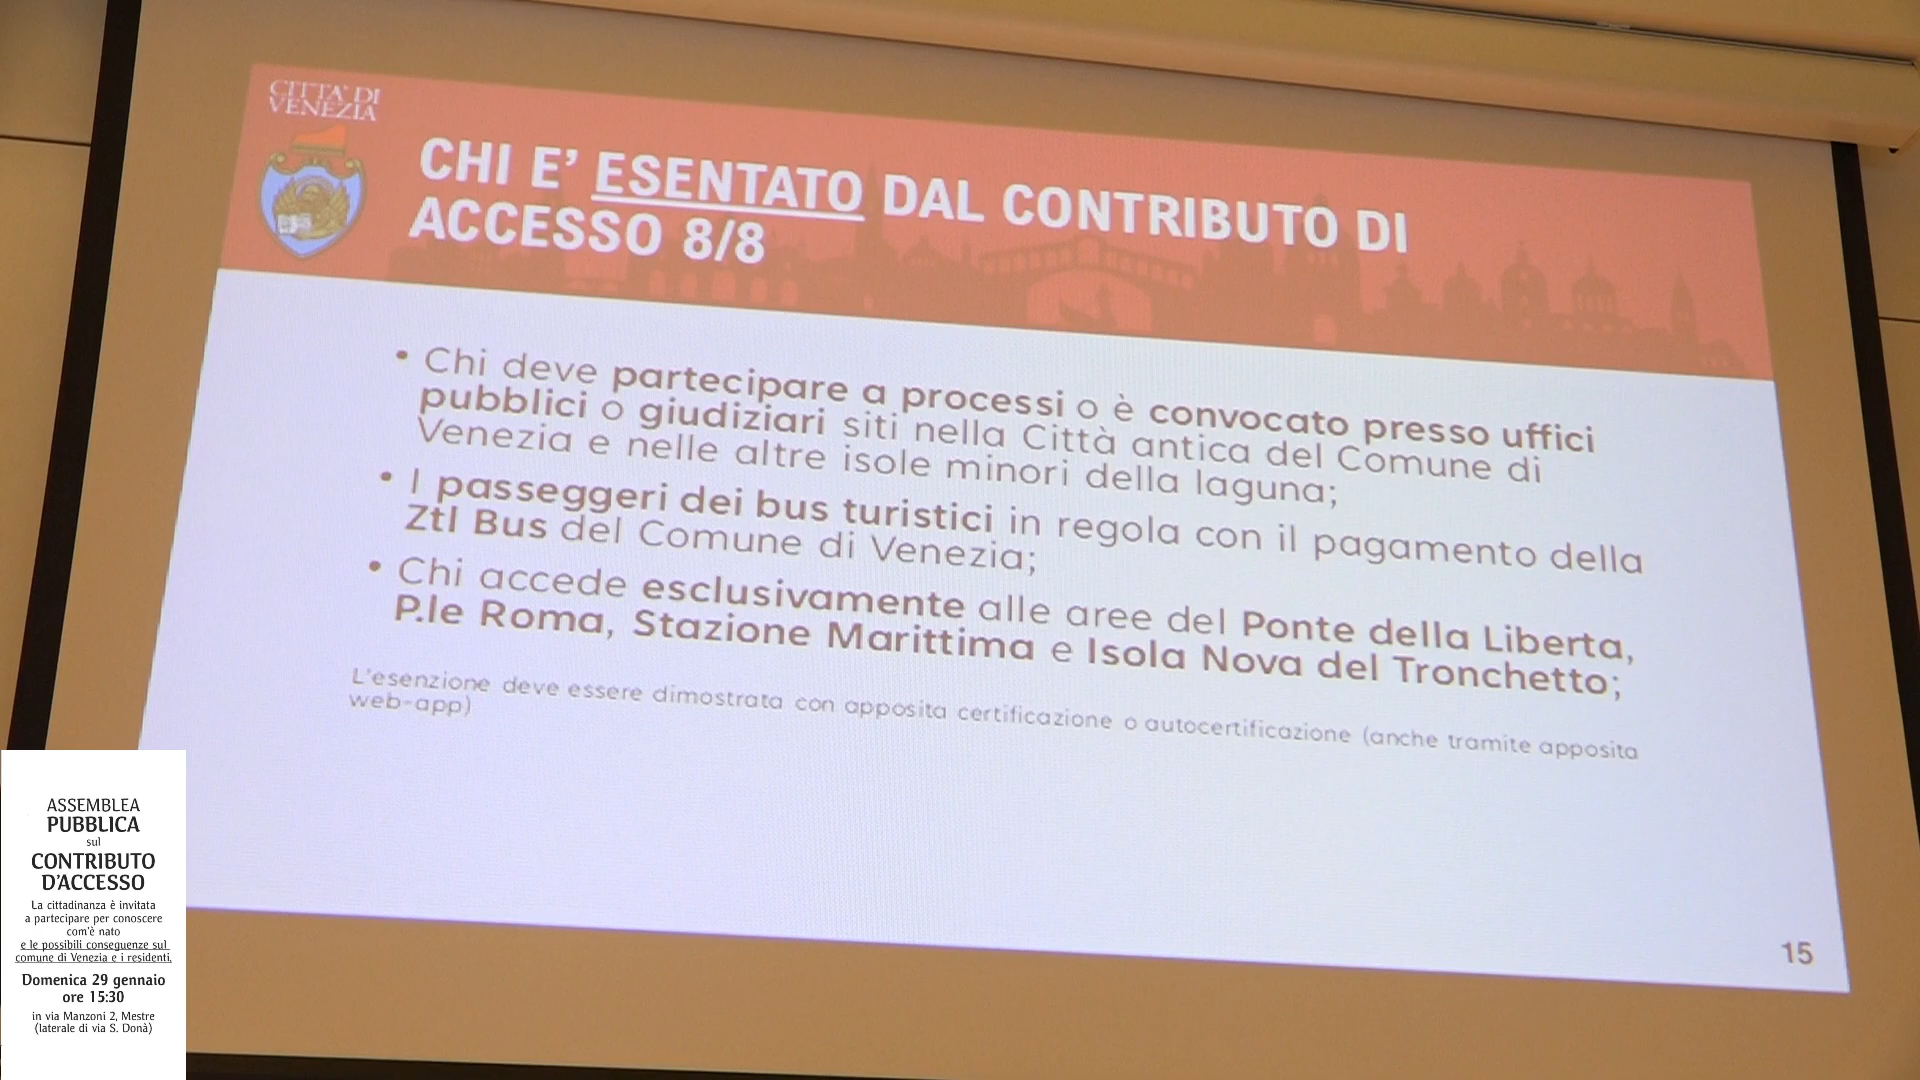 CITTA' DI
VENEZIA
CHI E' ESENTATO DAL CONTRIBUTO DI
ACCESSO 8/8
• Chi deve partecipare a processi o è convocato presso uffici
pubblici o giudiziari siti nella Città antica del Comune di
Venezia e nelle altre isole minori della laguna;
• I passeggeri dei bus turistici in regola con il pagamento della
Ztl Bus del Comune di Venezia;
• Chi accede esclusivamente alle aree del Ponte della Liberta,
P.le Roma, Stazione Marittima e Isola Nova del Tronchetto;
L'esenzione deve essere dimostrata con apposita certificazione o autocertificazione (anche tramite apposita
web-app)
15
ASSEMBLEA
PUBBLICA
sul
CONTRIBUTO
D'ACCESSO
La cittadinanza è invitata
a partecipare per conoscere
com'è nato
e le possibili conseguenze sul
comune di Venezia e i residenti.
Domenica 29 gennaio
ore 15:30
in via Manzoni 2, Mestre
(laterale di via S. Donà)